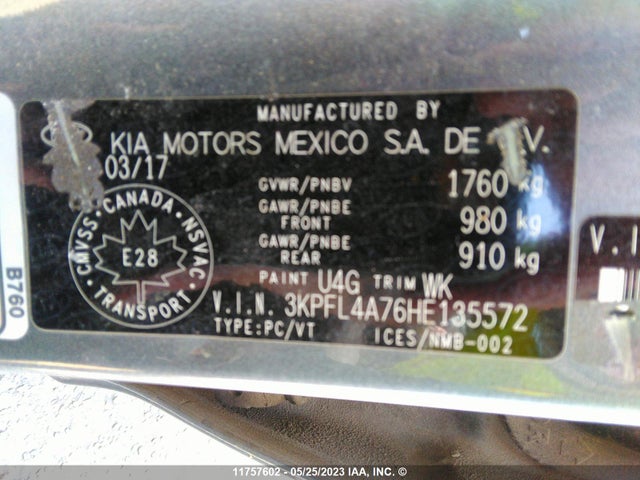 MANUFACTURED BY
KIA MOTORS MEXICO S.A. DE V.
03/17
GVWR/PNBV 1760 kg
GAWR/PNBE FRONT 980 kg
GAWR/PNBE REAR 910 kg
PAINT U4G TRIM WK
V.I.N. 3KPFL4A76HE135572
TYPE:PC/VT ICES/NMB-002
CANADA
CMVSS NSVAC
E28
TRANSPORT
B760
V.I
11757602 - 05/25/2023 IAA, INC. ©